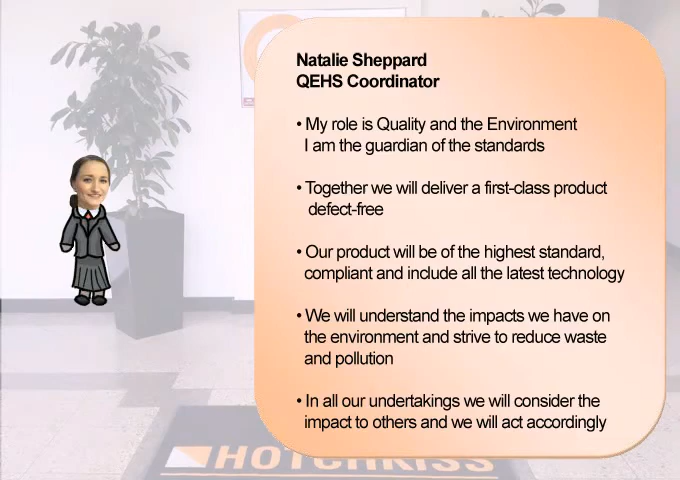 Natalie Sheppard
QEHS Coordinator
• My role is Quality and the Environment
I am the guardian of the standards
• Together we will deliver a first-class product
defect-free
• Our product will be of the highest standard,
compliant and include all the latest technology
• We will understand the impacts we have on
the environment and strive to reduce waste
and pollution
• In all our undertakings we will consider the
impact to others and we will act accordingly
HOTCHKISS